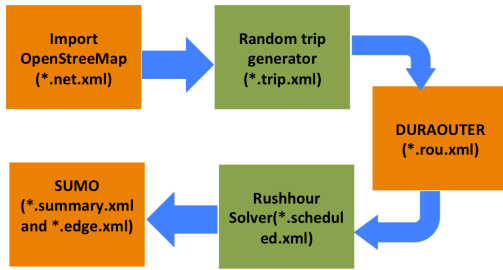 Import
OpenStreeMap
(*.net.xml)
Random trip
generator
(*.trip.xml)
DURAOUTER
(*.rou.xml)
Rushhour
Solver(*.schedul
ed.xml)
SUMO
(*.summary.xml
and *.edge.xml)